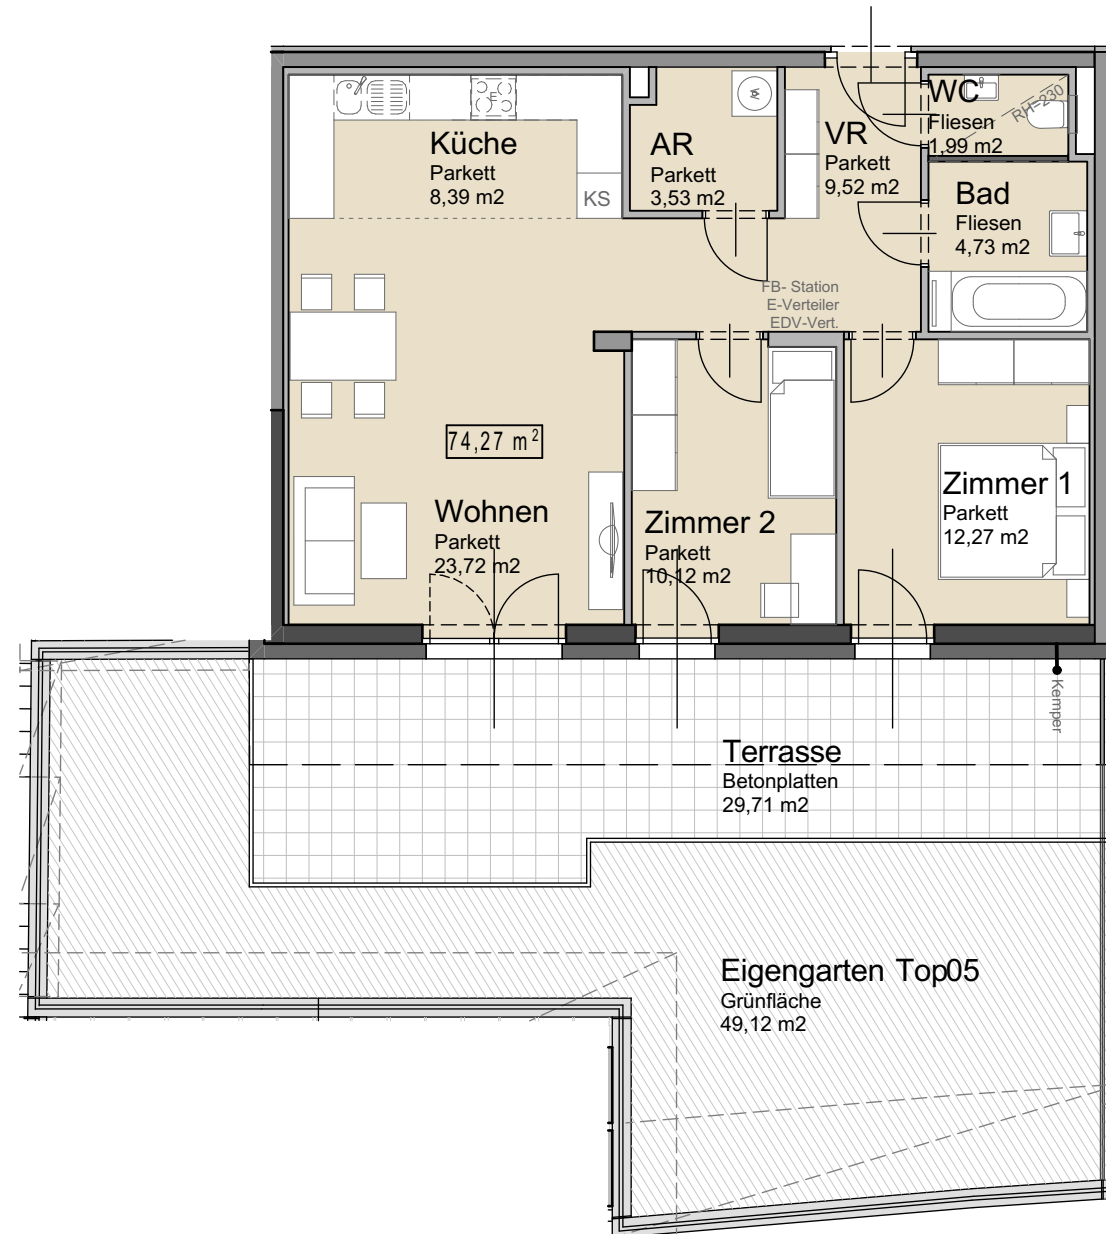 Küche
Parkett
8,39 m2
KS
E
AR
Parkett
3,53 m2
VR
Parkett
9,52 m2
WC
Fliesen
1,99 m2
RH=230
Bad
Fliesen
4,73 m2
FB- Station
E-Verteiler
EDV-Vert.
74,27 m²
Wohnen
Parkett
23,72 m2
Zimmer 2
Parkett
10,12 m2
Zimmer 1
Parkett
12,27 m2
Kemper
Terrasse
Betonplatten
29,71 m2
Eigengarten Top05
Grünfläche
49,12 m2